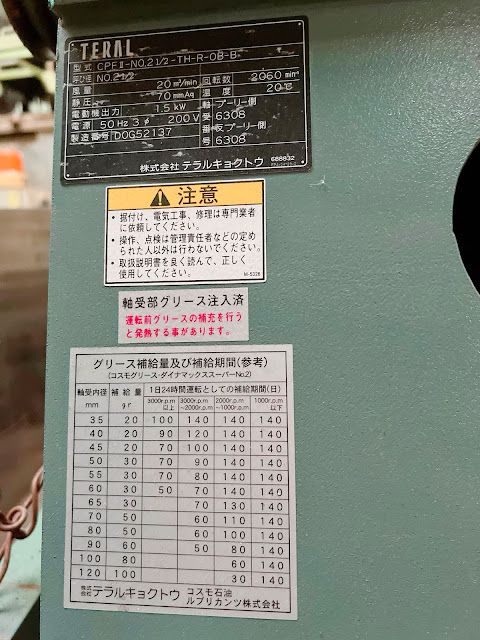 TERAL
型式 CPFⅡ-NO.2 1/2-TH-R-OB-B
呼び径 NO.2 1/2
風量 20 m³/min 回転数 2060 min⁻¹
静圧 70 mmAq 温度 20℃
電動機出力 1.5 kW 軸 プーリー側
電源 50Hz 3φ 200V 受 6308
製造番号 D0G52137 番 反プーリー側
号 6308
株式会社 テラルキョクトウ
688832
注意
・据付け、電気工事、修理は専門業者
に依頼してください。
・操作、点検は管理責任者などの定め
られた人以外は行わないでください。
・取扱説明書を良く読んで、正しく
使用してください。
M-5326
軸受部グリース注入済
運転前グリースの補充を行う
と発熱する事があります。
グリース補給量及び補給期間(参考)
(コスモグリース・ダイナマックススーパーNo.2)
軸受内径 mm 補給量 gr 1日24時間運転としての補給期間(日)
3000r.p.m以上 3000r.p.m~2000r.p.m 2000r.p.m~1000r.p.m 1000r.p.m以下
35 20 100 140 140 140
40 20 90 120 140 140
45 20 70 100 140 140
50 30 70 90 140 140
55 30 70 80 140 140
60 30 50 70 140 140
65 30 70 130 140
70 50 60 110 140
80 50 60 100 140
90 60 50 80 140
100 80 60 140
120 100 30 140
株式会社 テラルキョクトウ コスモ石油
ルブリカンツ株式会社